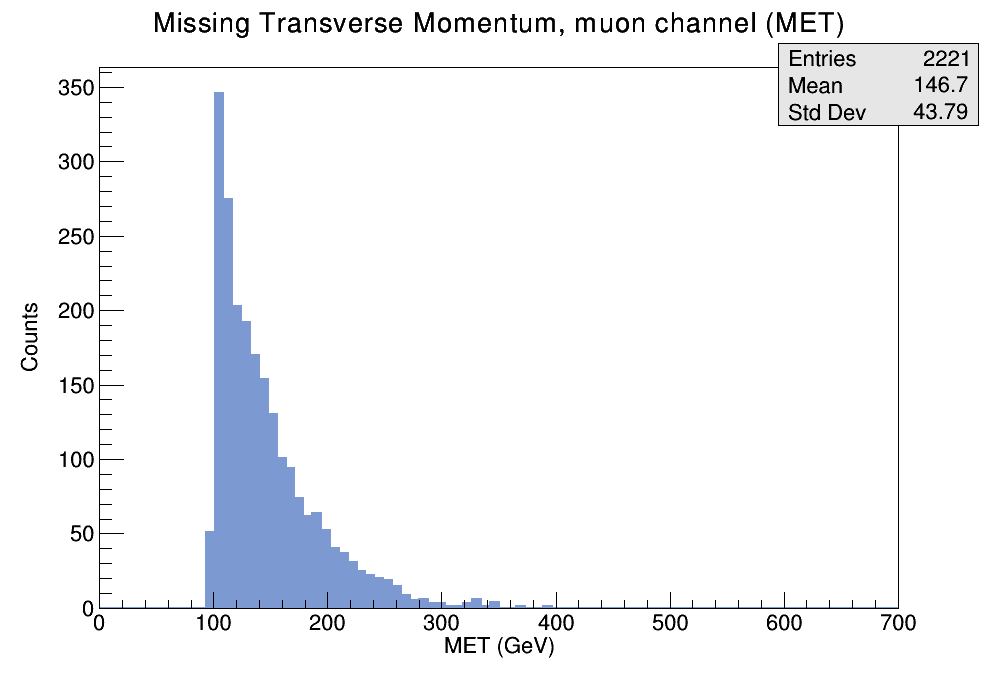 Missing Transverse Momentum, muon channel (MET)
Entries 2221
Mean 146.7
Std Dev 43.79
350
300
250
200
150
100
50
0
Counts
0 100 200 300 400 500 600 700
MET (GeV)